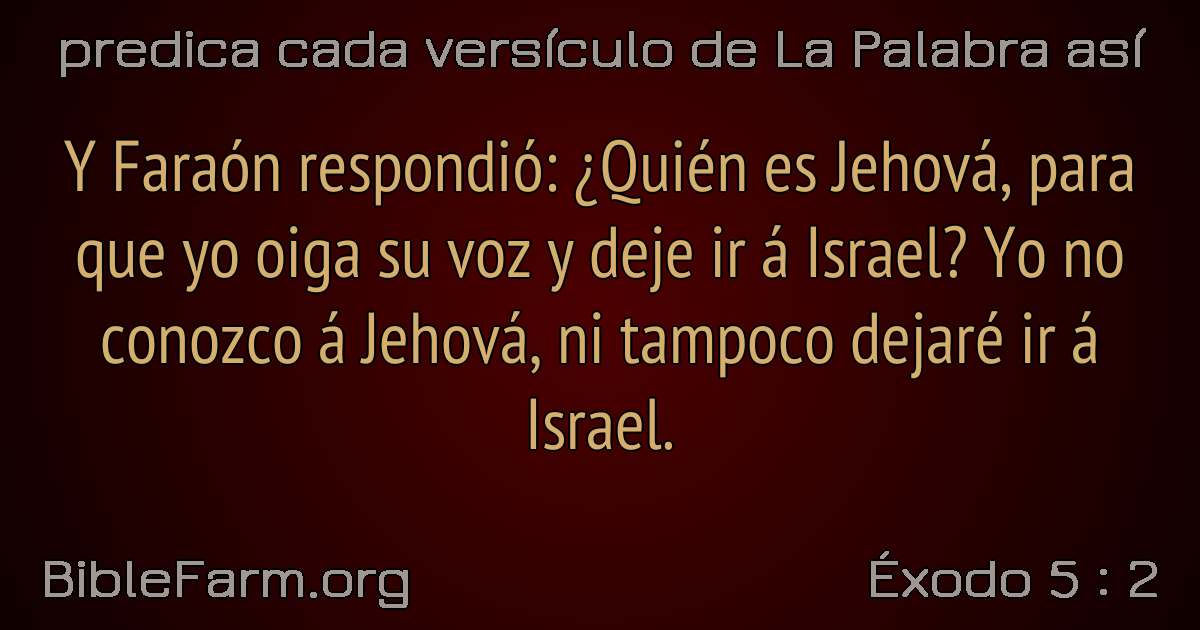 predica cada versículo de La Palabra así
Y Faraón respondió: ¿Quién es Jehová, para
que yo oiga su voz y deje ir á Israel? Yo no
conozco á Jehová, ni tampoco dejaré ir á
Israel.
BibleFarm.org
Éxodo 5 : 2